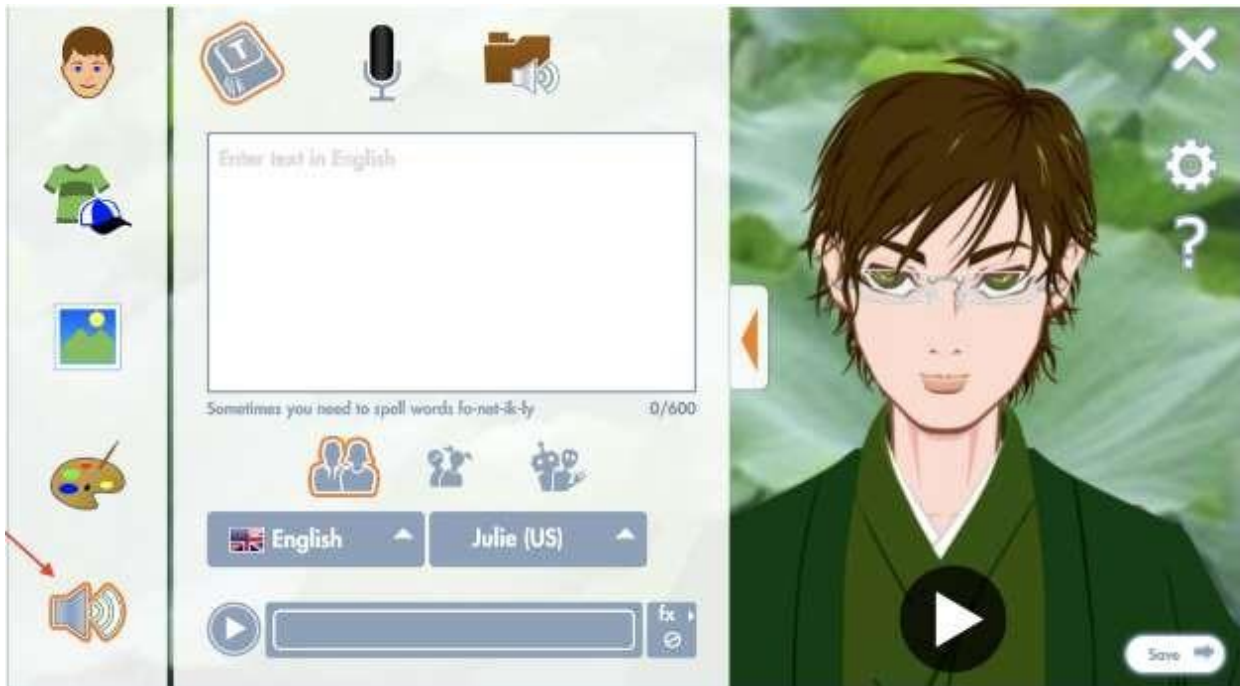 T
Enter text in English
Sometimes you need to spell words fo-net-ik-ly 0/600
English Julie (US)
fx
?
Save